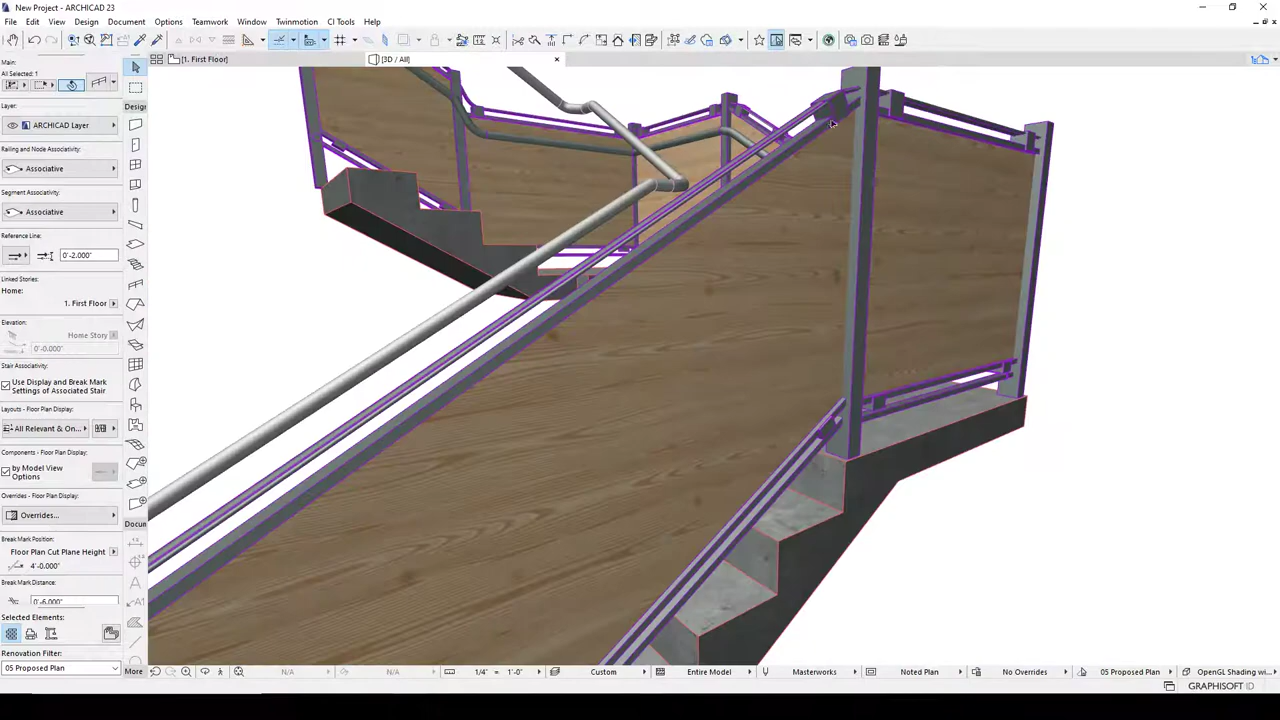 New Project - ARCHICAD 23
File Edit View Design Document Options Teamwork Window Twinmotion CI Tools Help
[1. First Floor]
[3D / All]
Main:
All Selected: 1
Layer:
ARCHICAD Layer
Railing and Node Associativity:
Associative
Segment Associativity:
Associative
Reference Line:
0'-2.000"
Linked Stories:
Home:
1. First Floor
Elevation:
Home Story
0'-0.000"
Stair Associativity:
Use Display and Break Mark
Settings of Associated Stair
Layouts - Floor Plan Display:
All Relevant & On...
Components - Floor Plan Display:
by Model View
Options
Overrides - Floor Plan Display:
Overrides...
Break Mark Position:
Floor Plan Cut Plane Height
4'-0.000"
Break Mark Distance:
0'-6.000"
Selected Elements:
Renovation Filter:
05 Proposed Plan
Design
Docum
More
N/A
N/A
1/4" = 1'-0"
Custom
Entire Model
Masterworks
Noted Plan
No Overrides
05 Proposed Plan
OpenGL Shading wi...
GRAPHISOFT ID